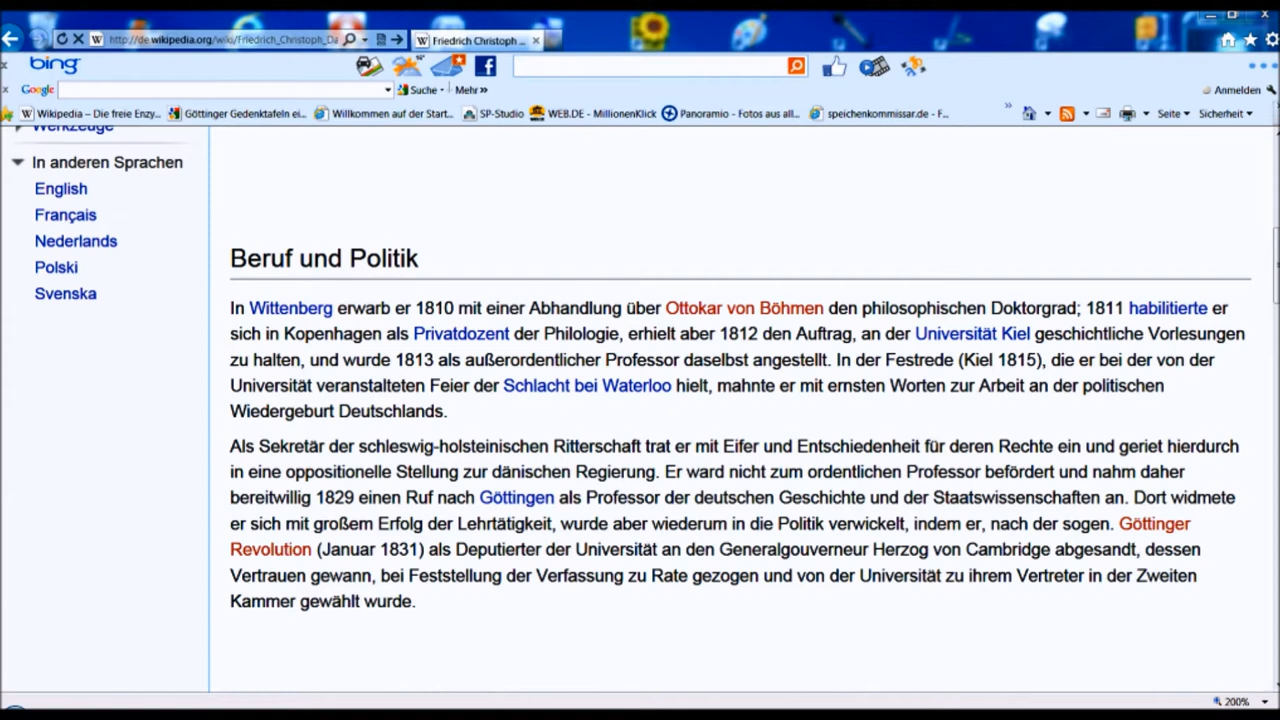 http://de.wikipedia.org/wiki/Friedrich_Christoph_Da
Friedrich Christoph ...
bing
Google
Suche
Mehr »
Anmelden
Wikipedia – Die freie Enzy...
Göttinger Gedenktafeln ei...
Willkommen auf der Start...
SP-Studio
WEB.DE - MillionenKlick
Panoramio - Fotos aus all...
speichenkommissar.de - F...
Seite
Sicherheit
Werkzeuge
In anderen Sprachen
English
Français
Nederlands
Polski
Svenska
Beruf und Politik
In Wittenberg erwarb er 1810 mit einer Abhandlung über Ottokar von Böhmen den philosophischen Doktorgrad; 1811 habilitierte er
sich in Kopenhagen als Privatdozent der Philologie, erhielt aber 1812 den Auftrag, an der Universität Kiel geschichtliche Vorlesungen
zu halten, und wurde 1813 als außerordentlicher Professor daselbst angestellt. In der Festrede (Kiel 1815), die er bei der von der
Universität veranstalteten Feier der Schlacht bei Waterloo hielt, mahnte er mit ernsten Worten zur Arbeit an der politischen
Wiedergeburt Deutschlands.
Als Sekretär der schleswig-holsteinischen Ritterschaft trat er mit Eifer und Entschiedenheit für deren Rechte ein und geriet hierdurch
in eine oppositionelle Stellung zur dänischen Regierung. Er ward nicht zum ordentlichen Professor befördert und nahm daher
bereitwillig 1829 einen Ruf nach Göttingen als Professor der deutschen Geschichte und der Staatswissenschaften an. Dort widmete
er sich mit großem Erfolg der Lehrtätigkeit, wurde aber wiederum in die Politik verwickelt, indem er, nach der sogen. Göttinger
Revolution (Januar 1831) als Deputierter der Universität an den Generalgouverneur Herzog von Cambridge abgesandt, dessen
Vertrauen gewann, bei Feststellung der Verfassung zu Rate gezogen und von der Universität zu ihrem Vertreter in der Zweiten
Kammer gewählt wurde.
200%